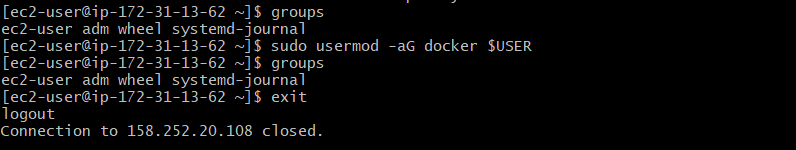 [ec2-user@ip-172-31-13-62 ~]$ groups
ec2-user adm wheel systemd-journal
[ec2-user@ip-172-31-13-62 ~]$ sudo usermod -aG docker $USER
[ec2-user@ip-172-31-13-62 ~]$ groups
ec2-user adm wheel systemd-journal
[ec2-user@ip-172-31-13-62 ~]$ exit
logout
Connection to 158.252.20.108 closed.